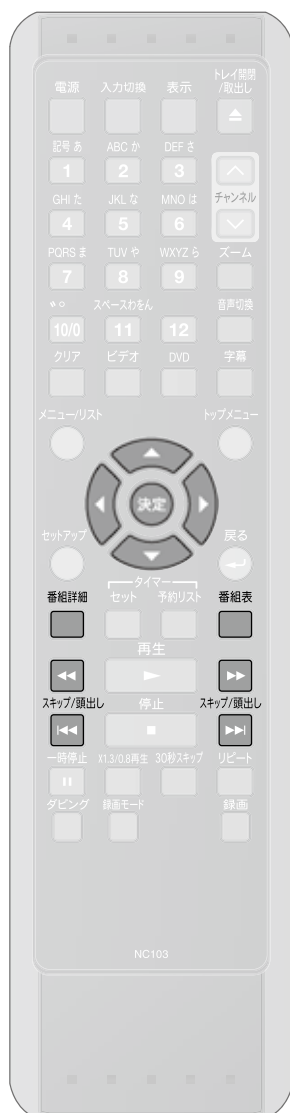 電源 入力切換 表示 トレイ開閉
/取出し
記号 あ ABC か DEF さ
1 2 3
GHI た JKL な MNO は チャンネル
4 5 6
PQRS ま TUV や WXYZ ら ズーム
7 8 9
゛゜ スペースわをん 音声切換
10/0 11 12
クリア ビデオ DVD 字幕
メニュー/リスト トップメニュー
決定
セットアップ 戻る
タイマー
番組詳細 セット 予約リスト 番組表
再生
スキップ/頭出し 停止 スキップ/頭出し
一時停止 X1.3/0.8再生 30秒スキップ リピート
ダビング 録画モード 録画
NC103